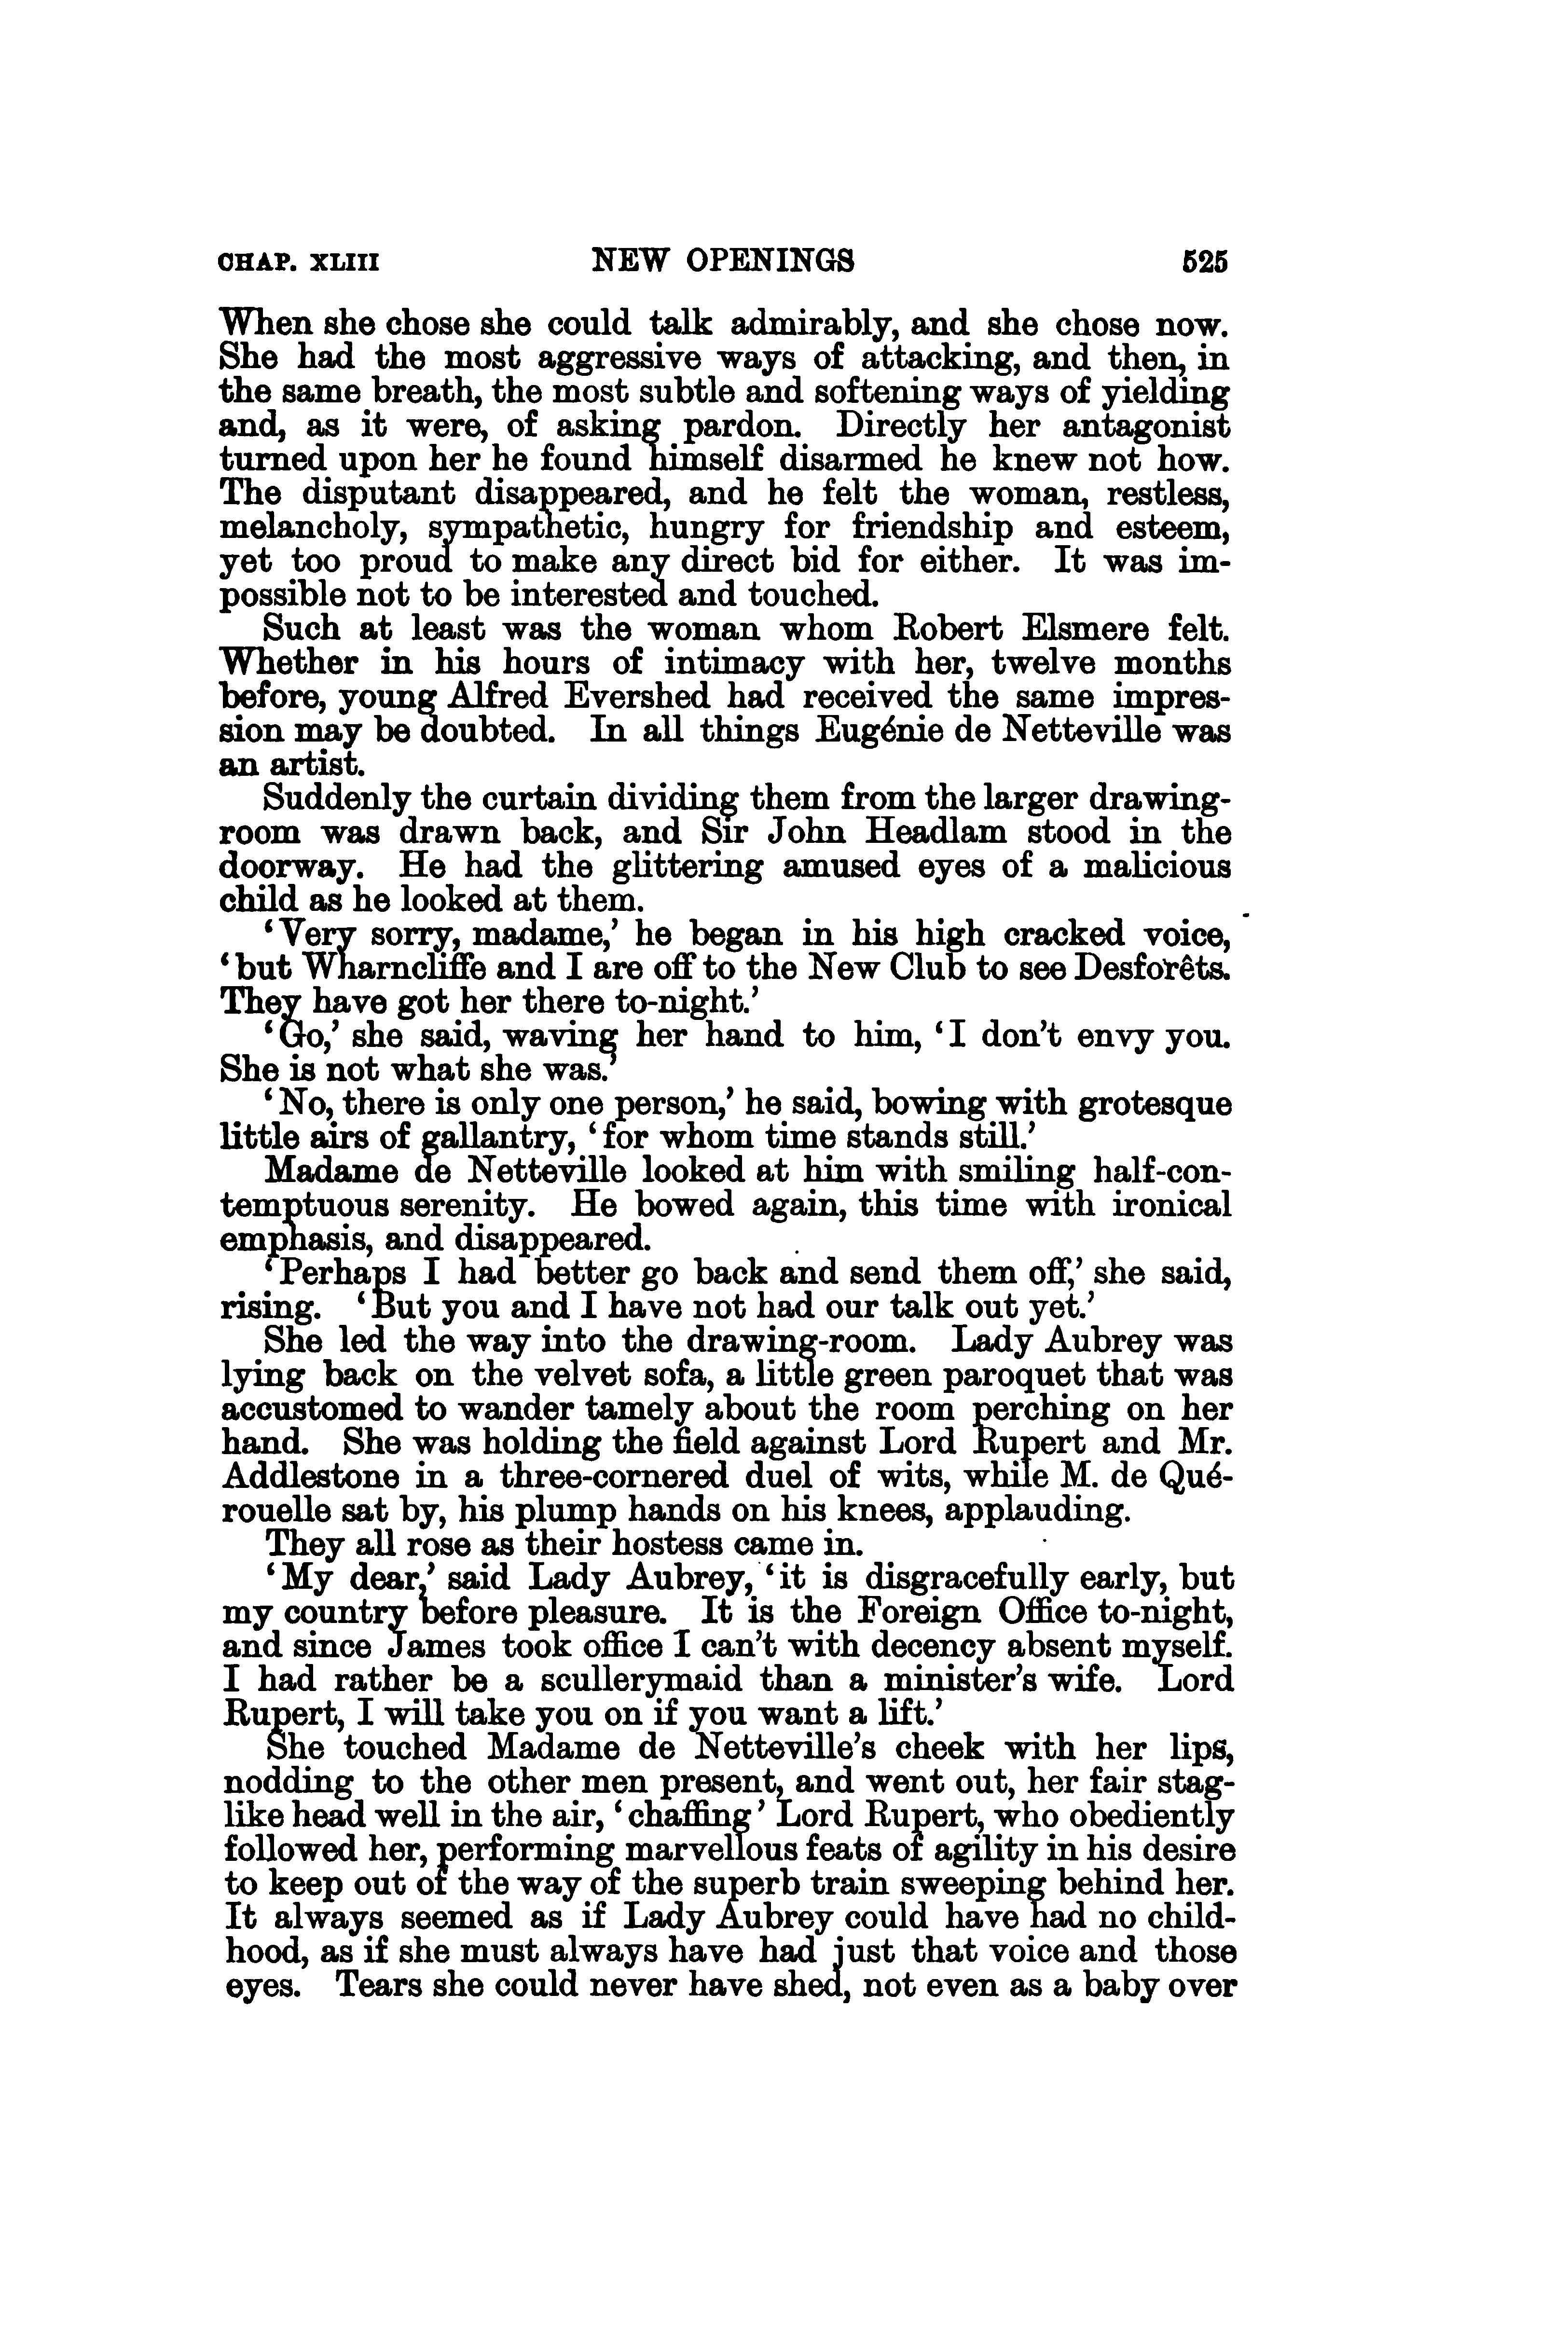 CHAP. XLIII NEW OPENINGS 525
When she chose she could talk admirably, and she chose now.
She had the most aggressive ways of attacking, and then, in
the same breath, the most subtle and softening ways of yielding
and, as it were, of asking pardon. Directly her antagonist
turned upon her he found himself disarmed he knew not how.
The disputant disappeared, and he felt the woman, restless,
melancholy, sympathetic, hungry for friendship and esteem,
yet too proud to make any direct bid for either. It was im-
possible not to be interested and touched.
Such at least was the woman whom Robert Elsmere felt.
Whether in his hours of intimacy with her, twelve months
before, young Alfred Evershed had received the same impres-
sion may be doubted. In all things Eugénie de Netteville was
an artist.
Suddenly the curtain dividing them from the larger drawing-
room was drawn back, and Sir John Headlam stood in the
doorway. He had the glittering amused eyes of a malicious
child as he looked at them.
‘Very sorry, madame,’ he began in his high cracked voice,
‘but Wharncliffe and I are off to the New Club to see Desforêts.
They have got her there to-night.’
‘Go,’ she said, waving her hand to him, ‘I don’t envy you.
She is not what she was.’
‘No, there is only one person,’ he said, bowing with grotesque
little airs of gallantry, ‘for whom time stands still.’
Madame de Netteville looked at him with smiling half-con-
temptuous serenity. He bowed again, this time with ironical
emphasis, and disappeared.
‘Perhaps I had better go back and send them off,’ she said,
rising. ‘But you and I have not had our talk out yet.’
She led the way into the drawing-room. Lady Aubrey was
lying back on the velvet sofa, a little green paroquet that was
accustomed to wander tamely about the room perching on her
hand. She was holding the field against Lord Rupert and Mr.
Addlestone in a three-cornered duel of wits, while M. de Qué-
rouelle sat by, his plump hands on his knees, applauding.
They all rose as their hostess came in.
‘My dear,’ said Lady Aubrey, ‘it is disgracefully early, but
my country before pleasure. It is the Foreign Office to-night,
and since James took office I can’t with decency absent myself.
I had rather be a scullerymaid than a minister’s wife. Lord
Rupert, I will take you on if you want a lift.’
She touched Madame de Netteville’s cheek with her lips,
nodding to the other men present, and went out, her fair stag-
like head well in the air, ‘chaffing’ Lord Rupert, who obediently
followed her, performing marvellous feats of agility in his desire
to keep out of the way of the superb train sweeping behind her.
It always seemed as if Lady Aubrey could have had no child-
hood, as if she must always have had just that voice and those
eyes. Tears she could never have shed, not even as a baby over